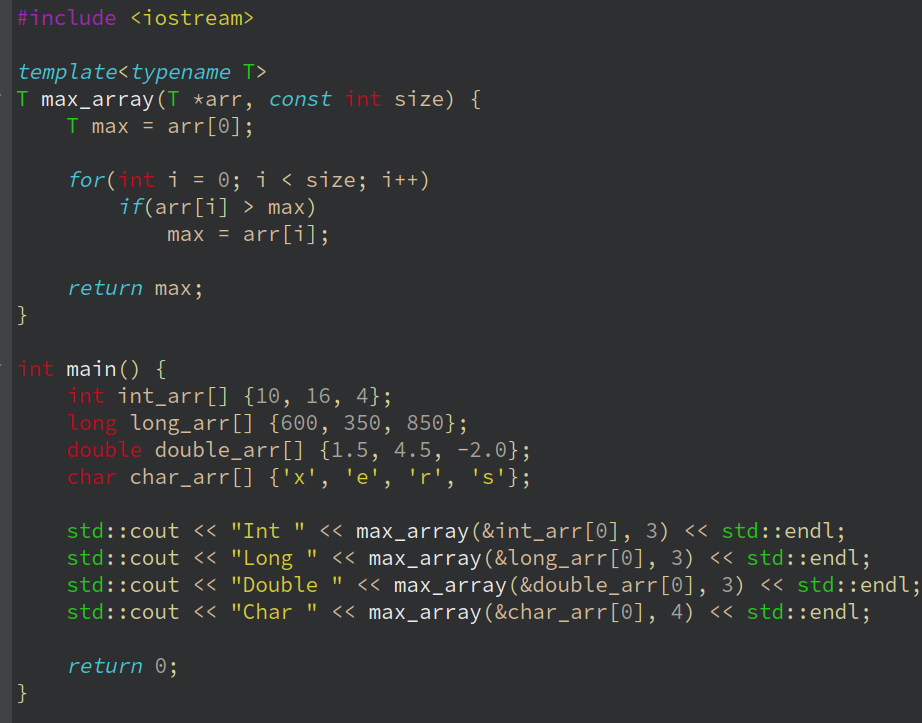 #include <iostream>
template<typename T>
T max_array(T *arr, const int size) {
    T max = arr[0];
    for(int i = 0; i < size; i++)
        if(arr[i] > max)
            max = arr[i];
    return max;
}
int main() {
    int int_arr[] {10, 16, 4};
    long long_arr[] {600, 350, 850};
    double double_arr[] {1.5, 4.5, -2.0};
    char char_arr[] {'x', 'e', 'r', 's'};
    std::cout << "Int " << max_array(&int_arr[0], 3) << std::endl;
    std::cout << "Long " << max_array(&long_arr[0], 3) << std::endl;
    std::cout << "Double " << max_array(&double_arr[0], 3) << std::endl;
    std::cout << "Char " << max_array(&char_arr[0], 4) << std::endl;
    return 0;
}